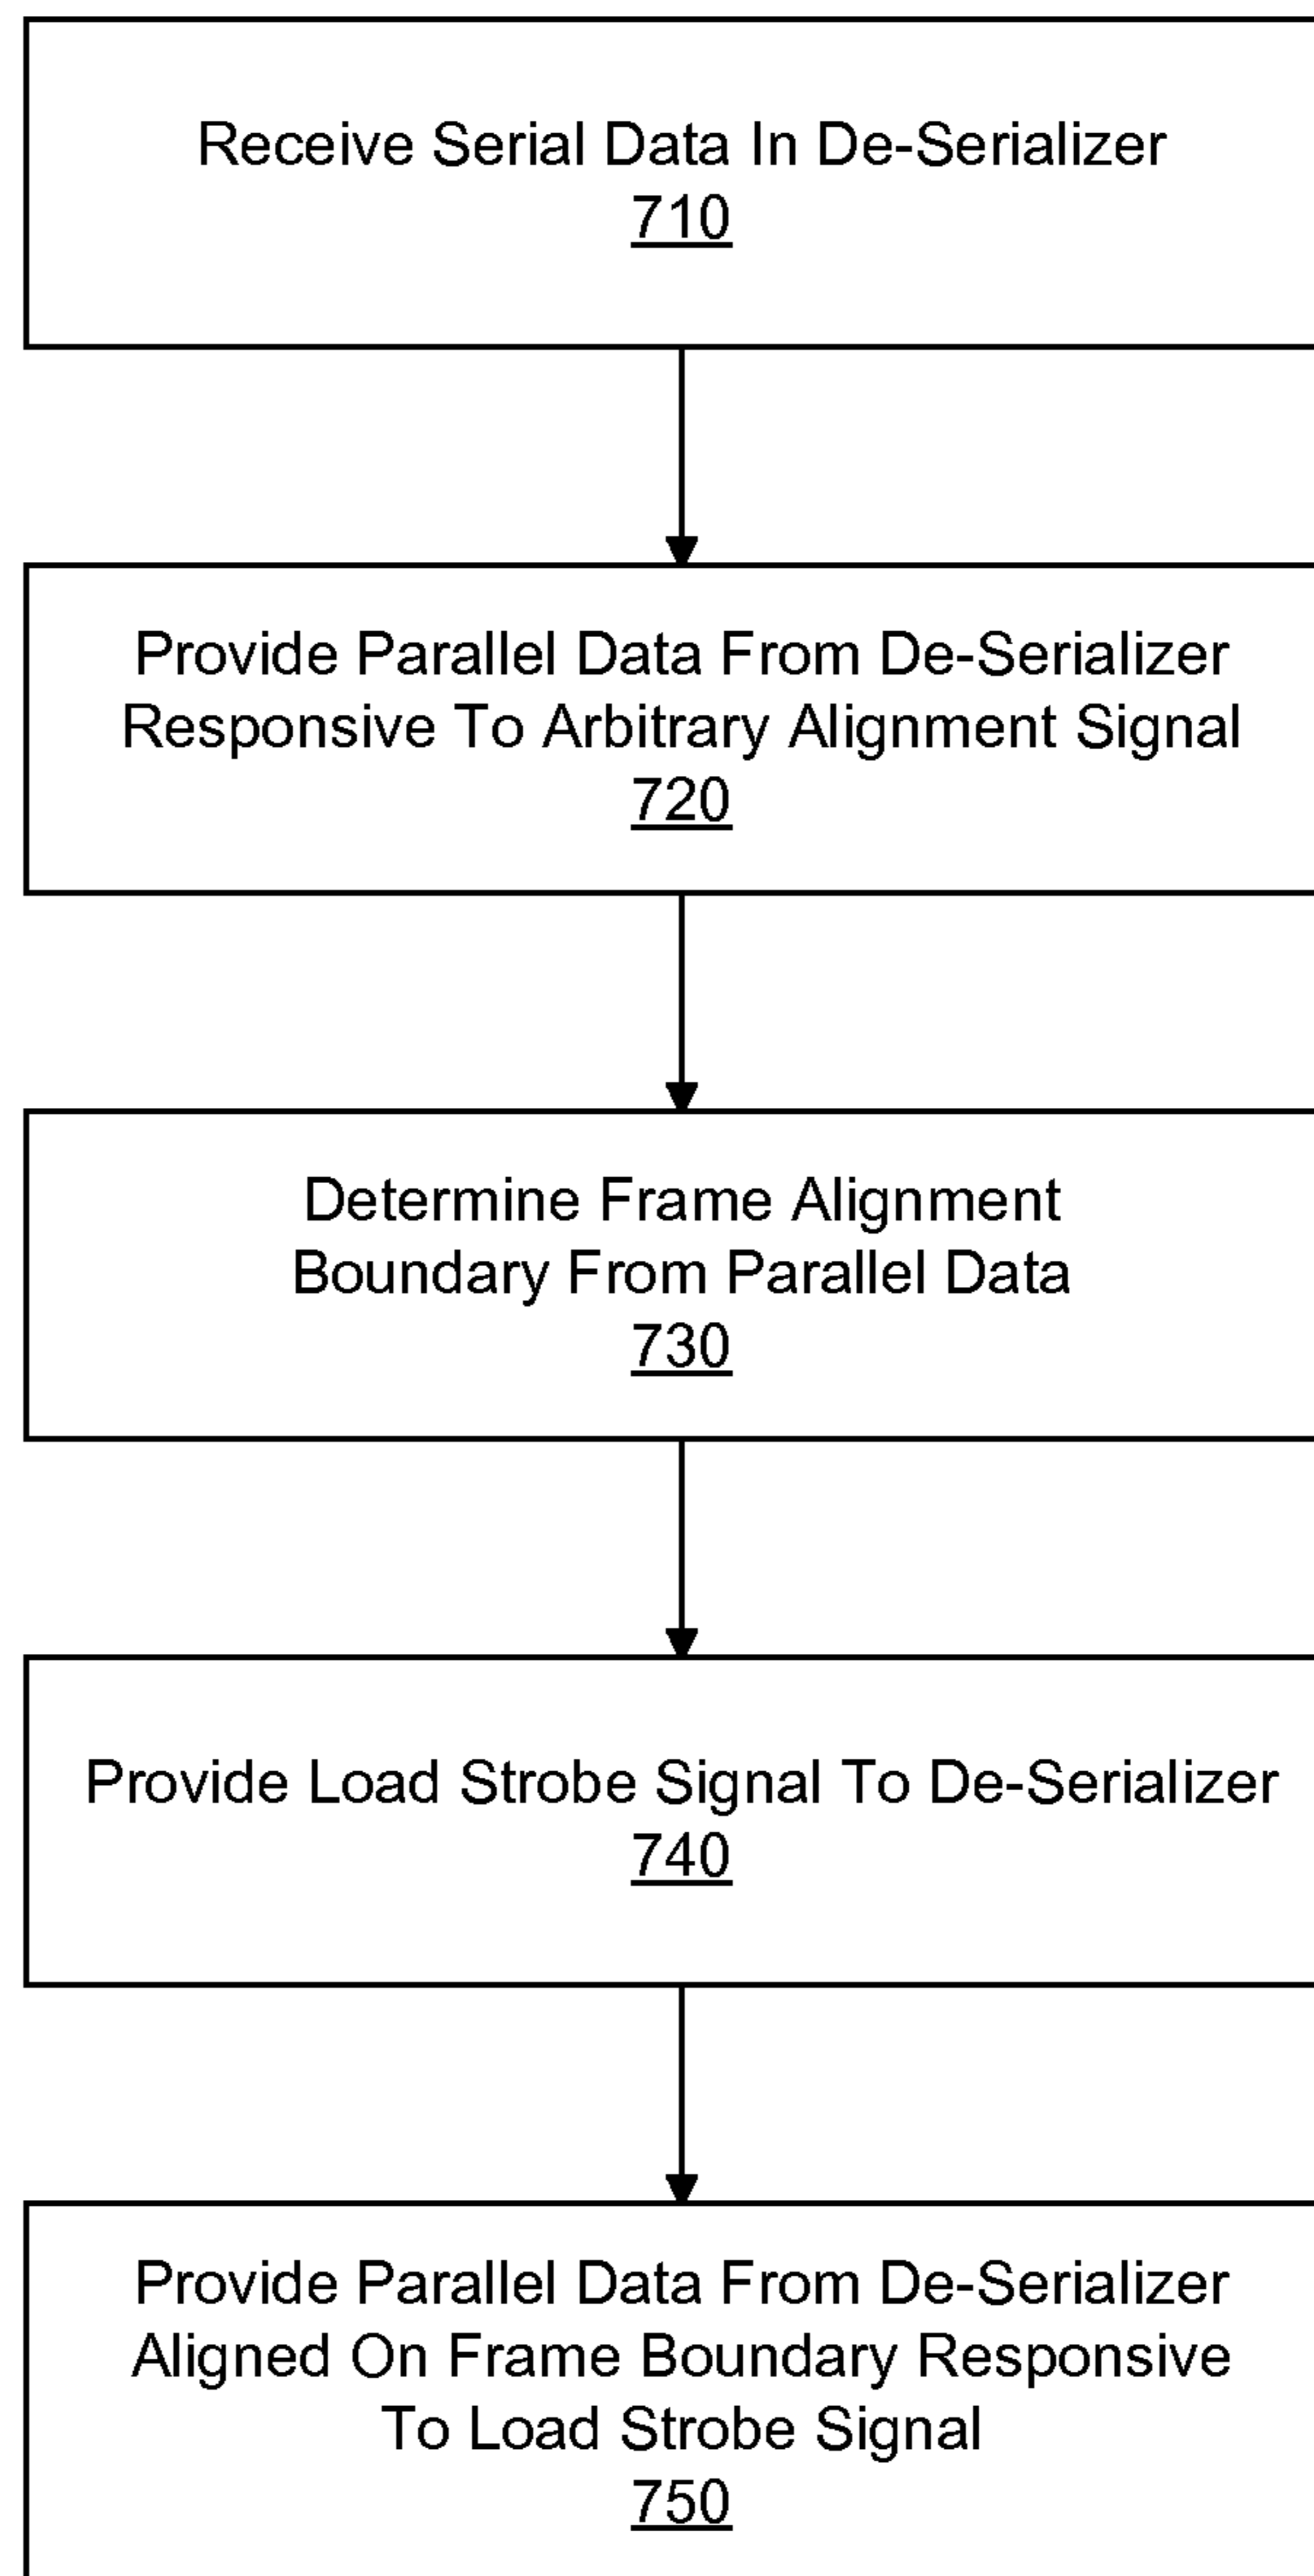 Receive Serial Data In De-Serializer
710
Provide Parallel Data From De-Serializer
Responsive To Arbitrary Alignment Signal
720
Determine Frame Alignment
Boundary From Parallel Data
730
Provide Load Strobe Signal To De-Serializer
740
Provide Parallel Data From De-Serializer
Aligned On Frame Boundary Responsive
To Load Strobe Signal
750